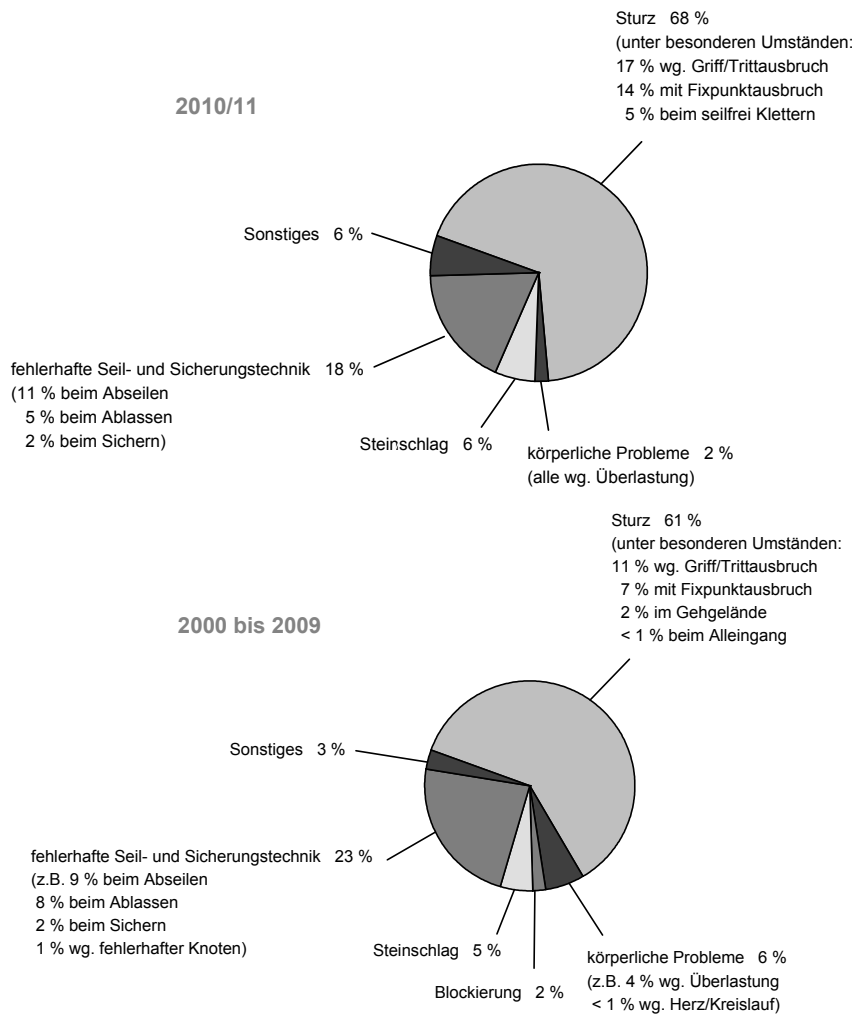 2010/11
Sturz 68 %
(unter besonderen Umständen:
17 % wg. Griff/Trittausbruch
14 % mit Fixpunktausbruch
5 % beim seilfrei Klettern
Sonstiges 6 %
fehlerhafte Seil- und Sicherungstechnik 18 %
(11 % beim Abseilen
5 % beim Ablassen
2 % beim Sichern)
Steinschlag 6 %
körperliche Probleme 2 %
(alle wg. Überlastung)
2000 bis 2009
Sturz 61 %
(unter besonderen Umständen:
11 % wg. Griff/Trittausbruch
7 % mit Fixpunktausbruch
2 % im Gehgelände
< 1 % beim Alleingang
Sonstiges 3 %
fehlerhafte Seil- und Sicherungstechnik 23 %
(z.B. 9 % beim Abseilen
8 % beim Ablassen
2 % beim Sichern
1 % wg. fehlerhafter Knoten)
Steinschlag 5 %
Blockierung 2 %
körperliche Probleme 6 %
(z.B. 4 % wg. Überlastung
< 1 % wg. Herz/Kreislauf)